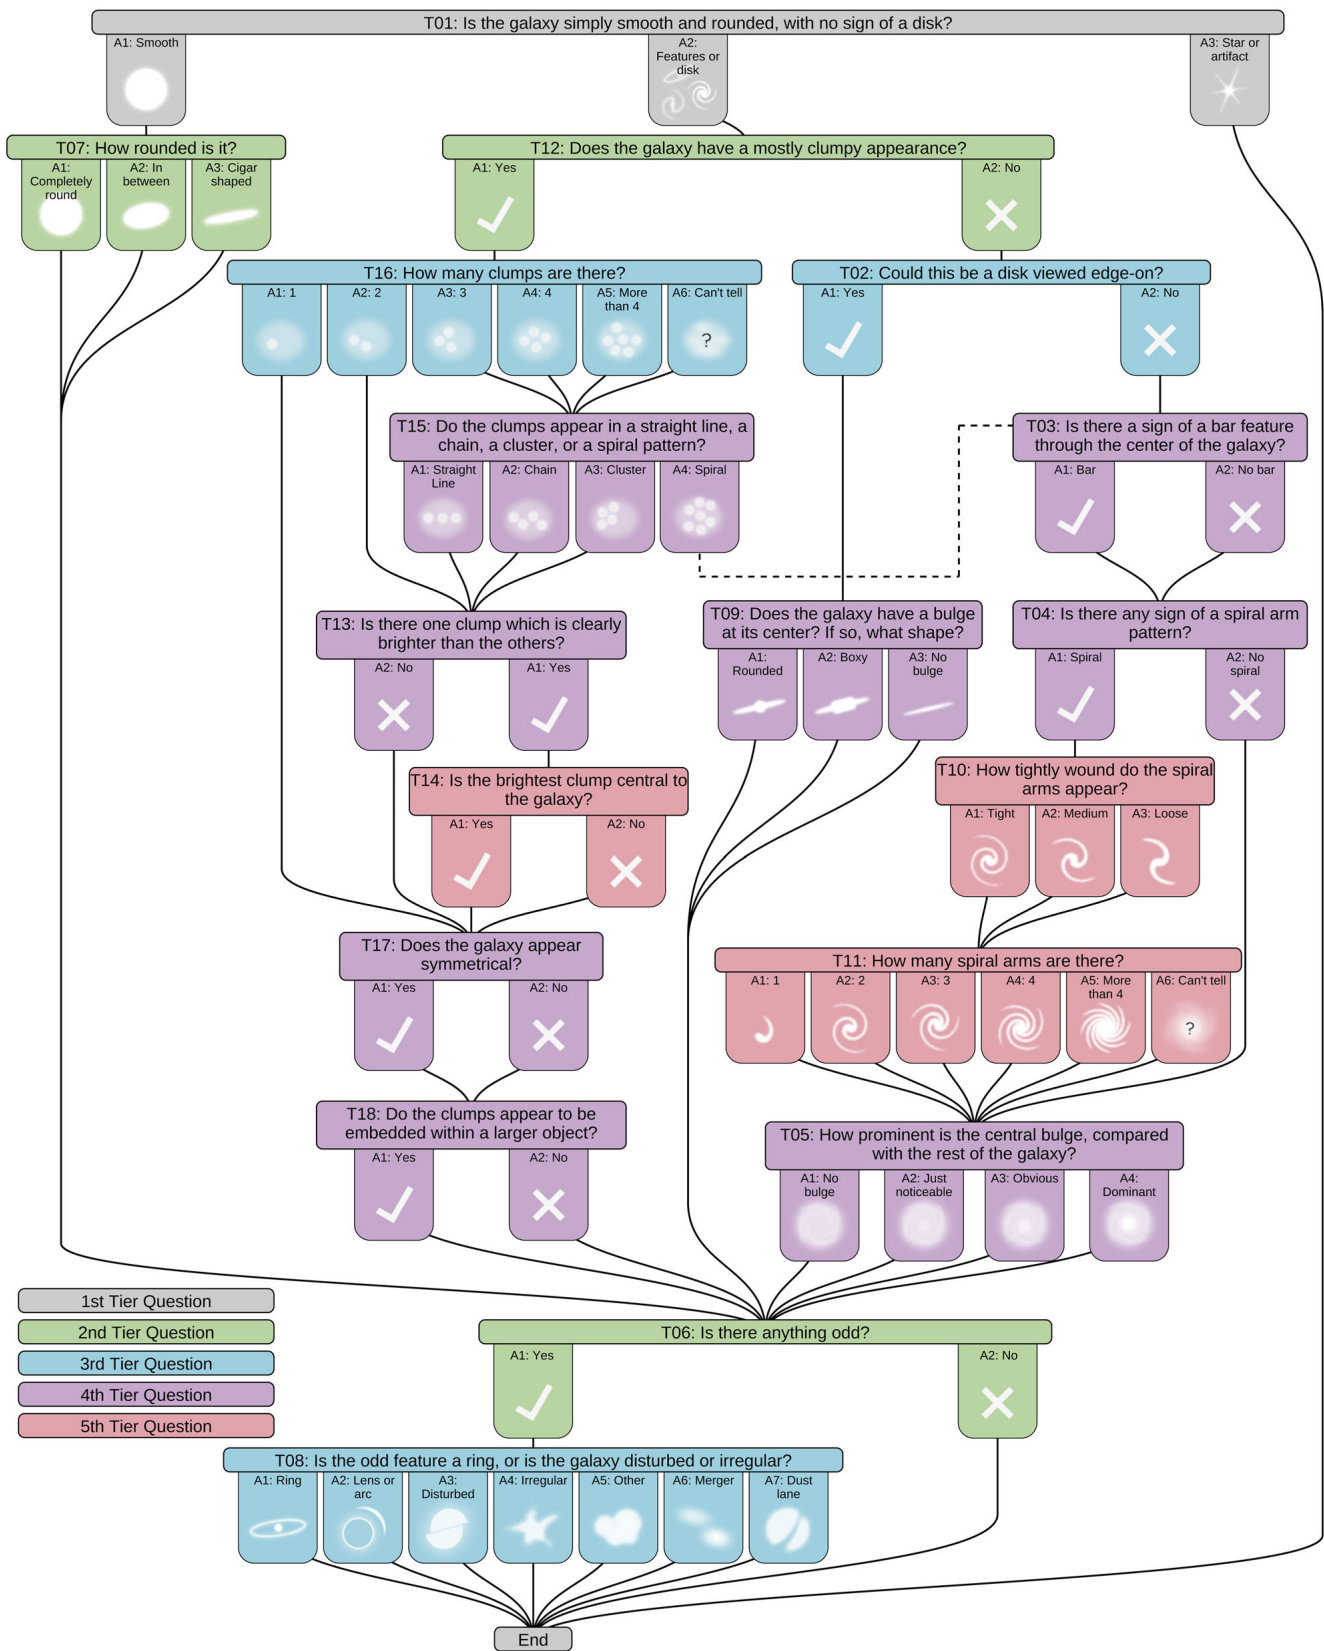 T01: Is the galaxy simply smooth and rounded, with no sign of a disk?
A1: Smooth
A2:
Features or
disk
A3: Star or
artifact
T07: How rounded is it?
A1:
Completely
round
A2: In
between
A3: Cigar
shaped
T12: Does the galaxy have a mostly clumpy appearance?
A1: Yes
A2: No
T16: How many clumps are there?
A1: 1
A2: 2
A3: 3
A4: 4
A5: More
than 4
A6: Can't tell
?
T02: Could this be a disk viewed edge-on?
A1: Yes
A2: No
T15: Do the clumps appear in a straight line, a
chain, a cluster, or a spiral pattern?
A1: Straight
Line
A2: Chain
A3: Cluster
A4: Spiral
T03: Is there a sign of a bar feature
through the center of the galaxy?
A1: Bar
A2: No bar
T13: Is there one clump which is clearly
brighter than the others?
A2: No
A1: Yes
T09: Does the galaxy have a bulge
at its center? If so, what shape?
A1:
Rounded
A2: Boxy
A3: No
bulge
T04: Is there any sign of a spiral arm
pattern?
A1: Spiral
A2: No
spiral
T14: Is the brightest clump central to
the galaxy?
A1: Yes
A2: No
T10: How tightly wound do the spiral
arms appear?
A1: Tight
A2: Medium
A3: Loose
T17: Does the galaxy appear
symmetrical?
A1: Yes
A2: No
T11: How many spiral arms are there?
A1: 1
A2: 2
A3: 3
A4: 4
A5: More
than 4
A6: Can't tell
?
T18: Do the clumps appear to be
embedded within a larger object?
A1: Yes
A2: No
T05: How prominent is the central bulge, compared
with the rest of the galaxy?
A1: No
bulge
A2: Just
noticeable
A3: Obvious
A4:
Dominant
1st Tier Question
2nd Tier Question
3rd Tier Question
4th Tier Question
5th Tier Question
T06: Is there anything odd?
A1: Yes
A2: No
T08: Is the odd feature a ring, or is the galaxy disturbed or irregular?
A1: Ring
A2: Lens or
arc
A3:
Disturbed
A4: Irregular
A5: Other
A6: Merger
A7: Dust
lane
End